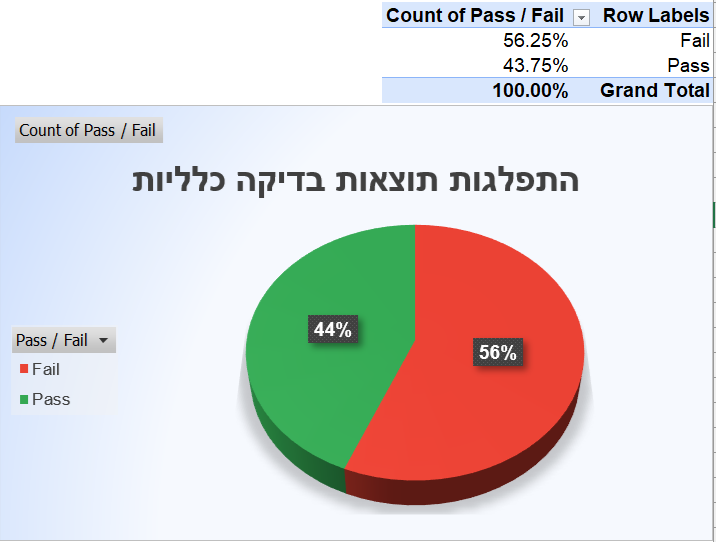 Count of Pass / Fail Row Labels
56.25% Fail
43.75% Pass
100.00% Grand Total
Count of Pass / Fail
התפלגות תוצאות בדיקה כלליות
44%
56%
Pass / Fail
Fail
Pass